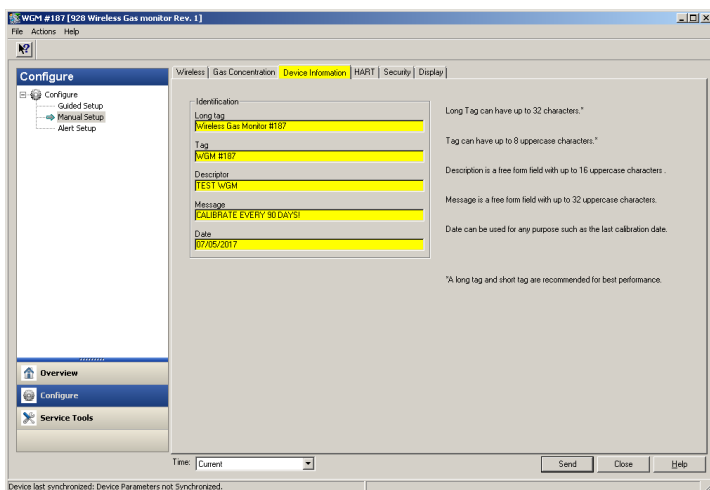 WGM #187 [928 Wireless Gas monitor Rev. 1]
File Actions Help
Configure
Wireless Gas Concentration Device Information HART Security Display
Configure
Guided Setup
Manual Setup
Alert Setup
Identification
Long tag
Wireless Gas Monitor #187
Long Tag can have up to 32 characters.*
Tag
WGM #187
Tag can have up to 8 uppercase characters.*
Descriptor
TEST WGM
Description is a free form field with up to 16 uppercase characters .
Message
CALIBRATE EVERY 90 DAYS!
Message is a free form field with up to 32 uppercase characters.
Date
07/05/2017
Date can be used for any purpose such as the last calibration date.
*A long tag and short tag are recommended for best performance.
Overview
Configure
Service Tools
Time: Current
Send Close Help
Device last synchronized: Device Parameters not Synchronized.